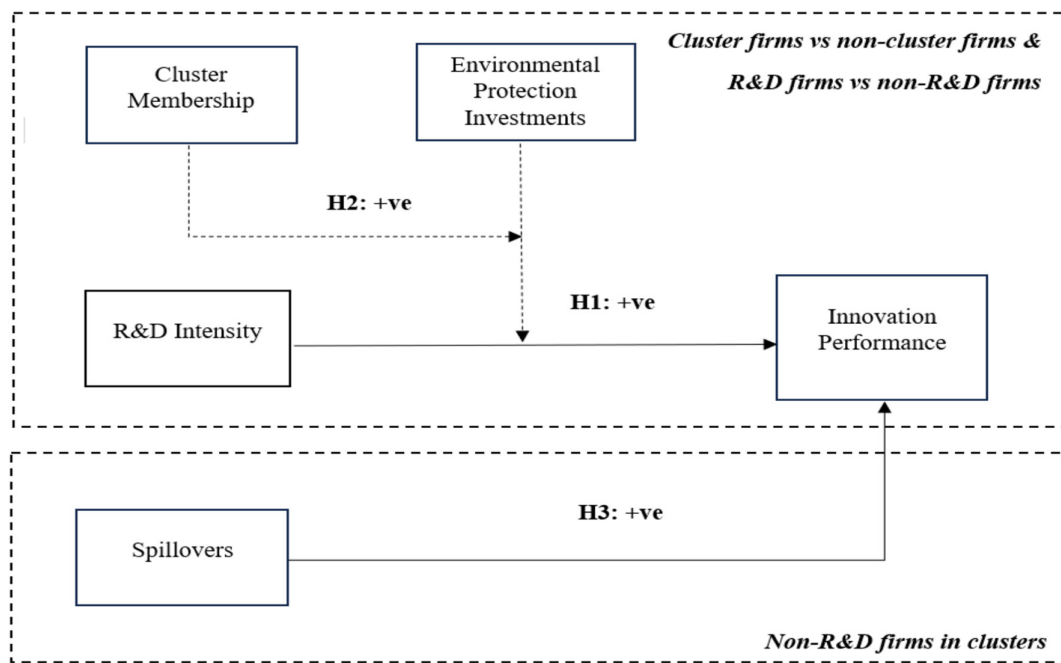 Cluster firms vs non-cluster firms &
R&D firms vs non-R&D firms
Cluster
Membership
Environmental
Protection
Investments
H2: +ve
H1: +ve
R&D Intensity
Innovation
Performance
H3: +ve
Spillovers
Non-R&D firms in clusters